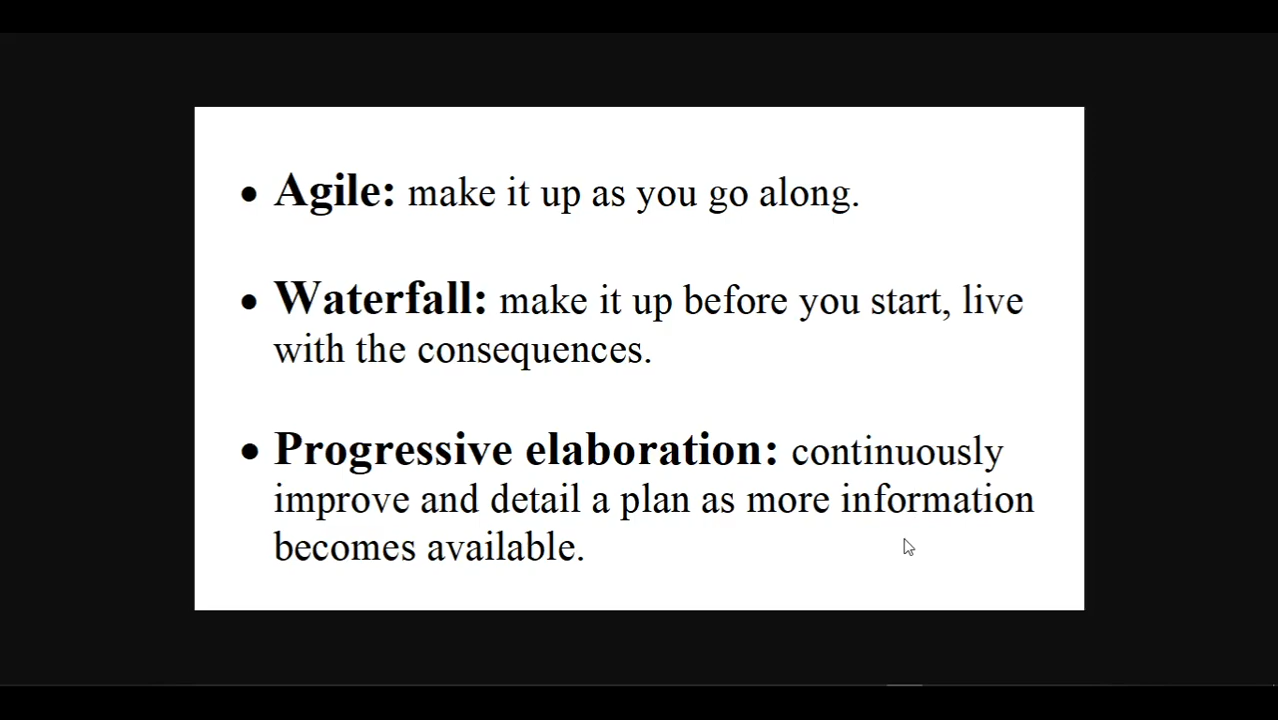 • Agile: make it up as you go along.
• Waterfall: make it up before you start, live
with the consequences.
• Progressive elaboration: continuously
improve and detail a plan as more information
becomes available.